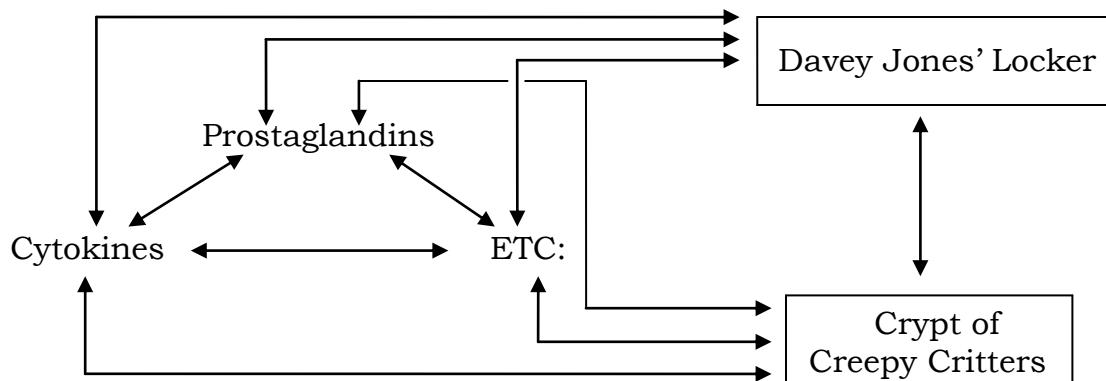 Davey Jones’ Locker
Prostaglandins
Cytokines
ETC:
Crypt of
Creepy Critters